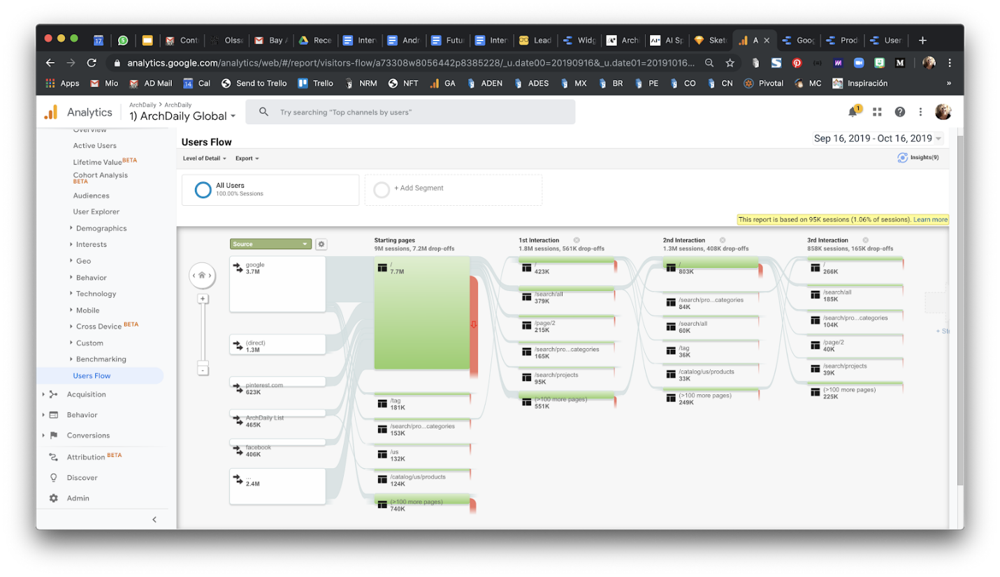 17
Cont
Olsse
Bay A
Rece
Inter
Andr
Futu
Inter
Lead
Widg
Archi
AI Sp
Sketc
A
Goog
Prod
User
analytics.google.com/analytics/web/#/report/visitors-flow/a73308w8056442p8385228/_u.date00=20190916&_u.date01=20191016...
Apps
Mio
AD Mail
14
Cal
Send to Trello
Trello
NRM
NFT
GA
ADEN
ADES
MX
BR
PE
CO
CN
Pivotal
MC
Inspiración
»
Analytics
ArchDaily > ArchDaily
1) ArchDaily Global
Try searching "Top channels by users"
1
Overview
Active Users
Lifetime Value BETA
Cohort Analysis
BETA
Audiences
User Explorer
Demographics
Interests
Geo
Behavior
Technology
Mobile
Cross Device BETA
Custom
Benchmarking
Users Flow
Acquisition
Behavior
Conversions
Attribution BETA
Discover
Admin
Users Flow
Sep 16, 2019 - Oct 16, 2019
Level of Detail
Export
Insights(9)
All Users
100.00% Sessions
+ Add Segment
This report is based on 95K sessions (1.06% of sessions). Learn more
Source
google
3.7M
(direct)
1.3M
pinterest.com
623K
ArchDaily List
465K
facebook
406K
...
2.4M
Starting pages
9M sessions, 7.2M drop-offs
/
7.7M
/tag
181K
/search/pro...categories
153K
/us
132K
/catalog/us/products
124K
(>100 more pages)
740K
1st Interaction
1.8M sessions, 561K drop-offs
/
423K
/search/all
379K
/page/2
215K
/search/pro...categories
165K
/search/projects
95K
(>100 more pages)
551K
2nd Interaction
1.3M sessions, 408K drop-offs
/
803K
/search/pro...categories
84K
/search/all
60K
/tag
36K
/catalog/us/products
33K
(>100 more pages)
249K
3rd Interaction
858K sessions, 165K drop-offs
/
266K
/search/all
185K
/search/pro...categories
104K
/page/2
40K
/search/projects
39K
(>100 more pages)
225K
+ Ste